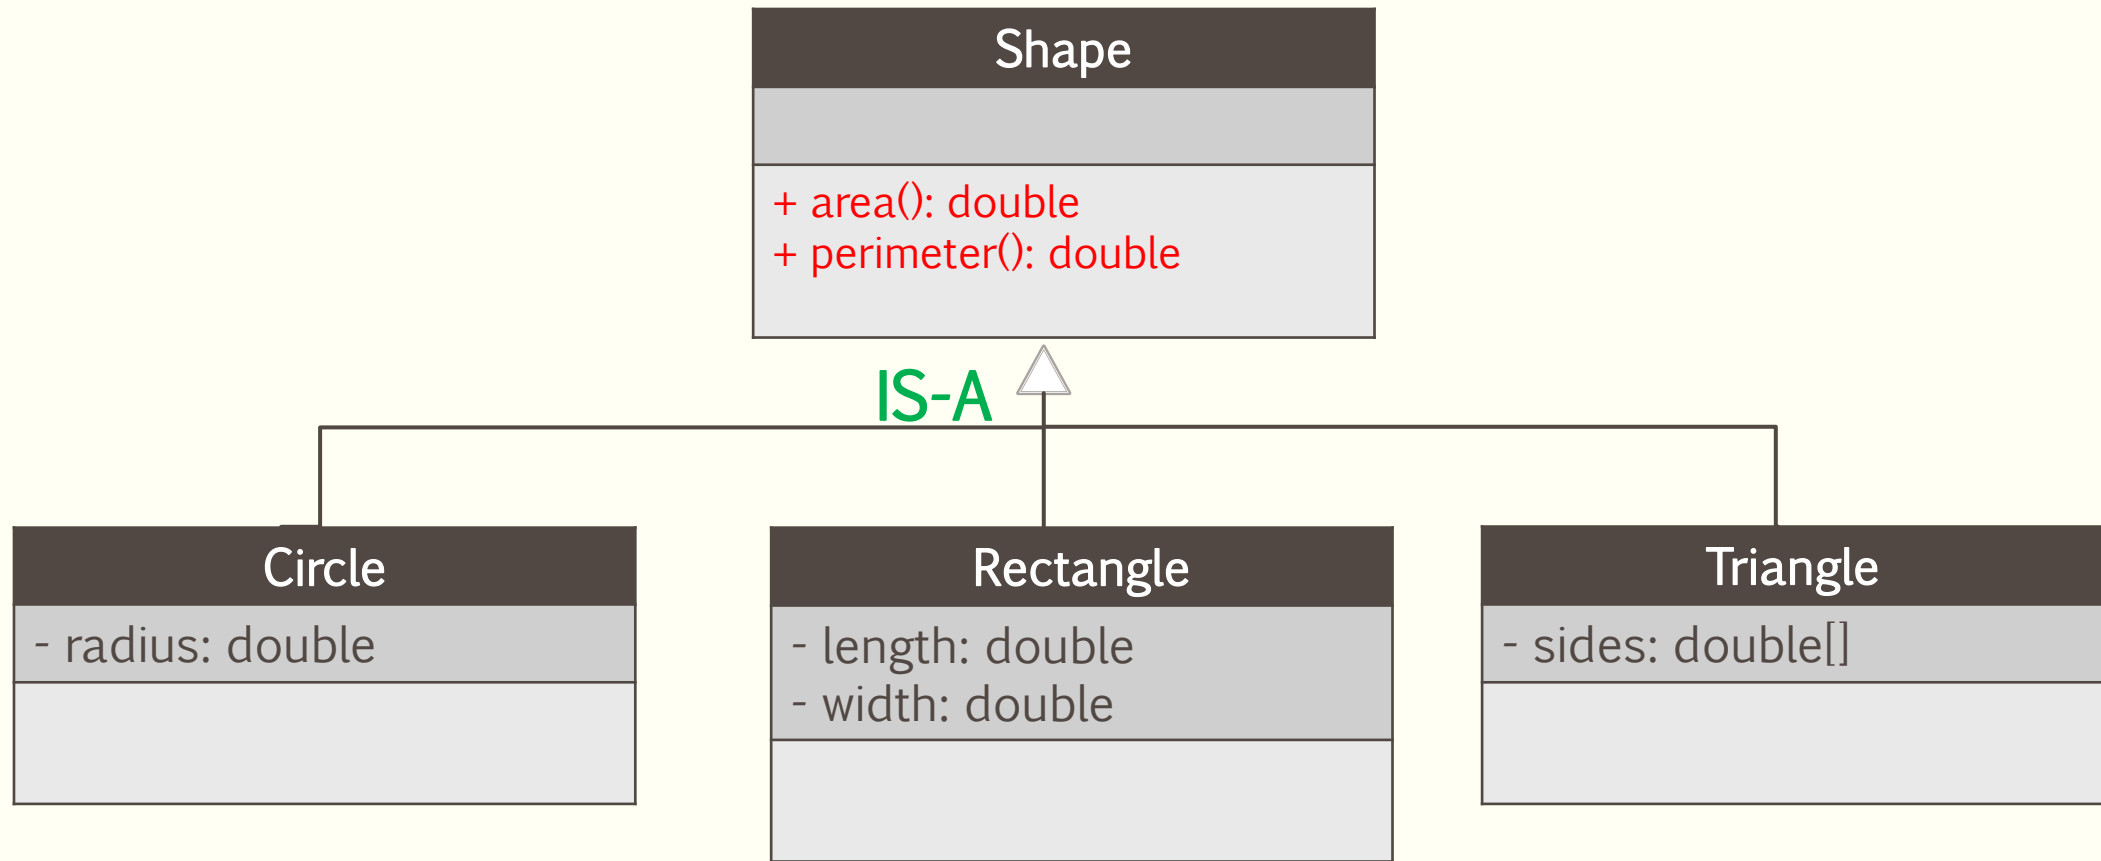 Shape
+ area(): double
+ perimeter(): double
IS-A
Circle
- radius: double
Rectangle
- length: double
- width: double
Triangle
- sides: double[]